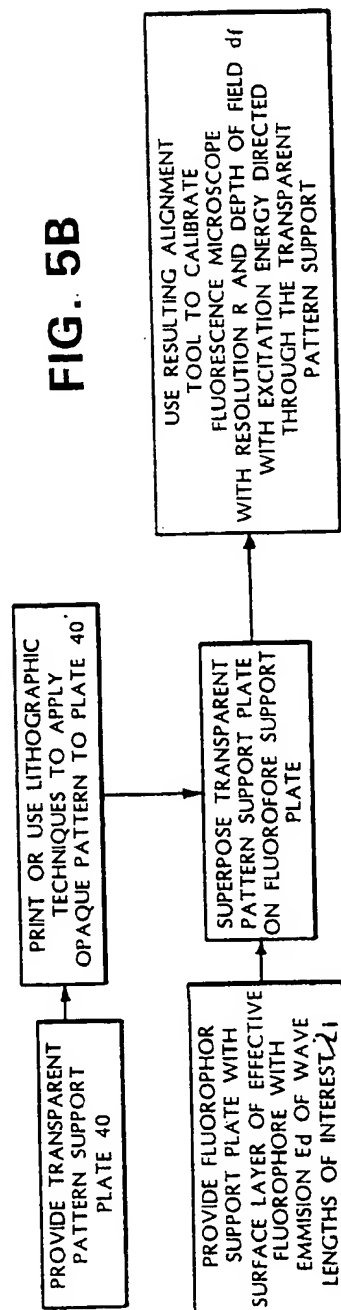 FIG. 5B
PROVIDE TRANSPARENT
PATTERN SUPPORT
PLATE 40
PRINT OR USE LITHOGRAPHIC
TECHNIQUES TO APPLY
OPAQUE PATTERN TO PLATE 40'
PROVIDE FLUOROPHOR
SUPPORT PLATE WITH
SURFACE LAYER OF EFFECTIVE
FLUOROPHORE WITH
EMMISION Ed OF WAVE
LENGTHS OF INTEREST λi
SUPERPOSE TRANSPARENT
PATTERN SUPPORT PLATE
ON FLUOROFORE SUPPORT
PLATE
USE RESULTING ALIGNMENT
TOOL TO CALIBRATE
FLUORESCENCE MICROSCOPE
WITH RESOLUTION R AND DEPTH OF FIELD df
WITH EXCITATION ENERGY DIRECTED
THROUGH THE TRANSPARENT
PATTERN SUPPORT